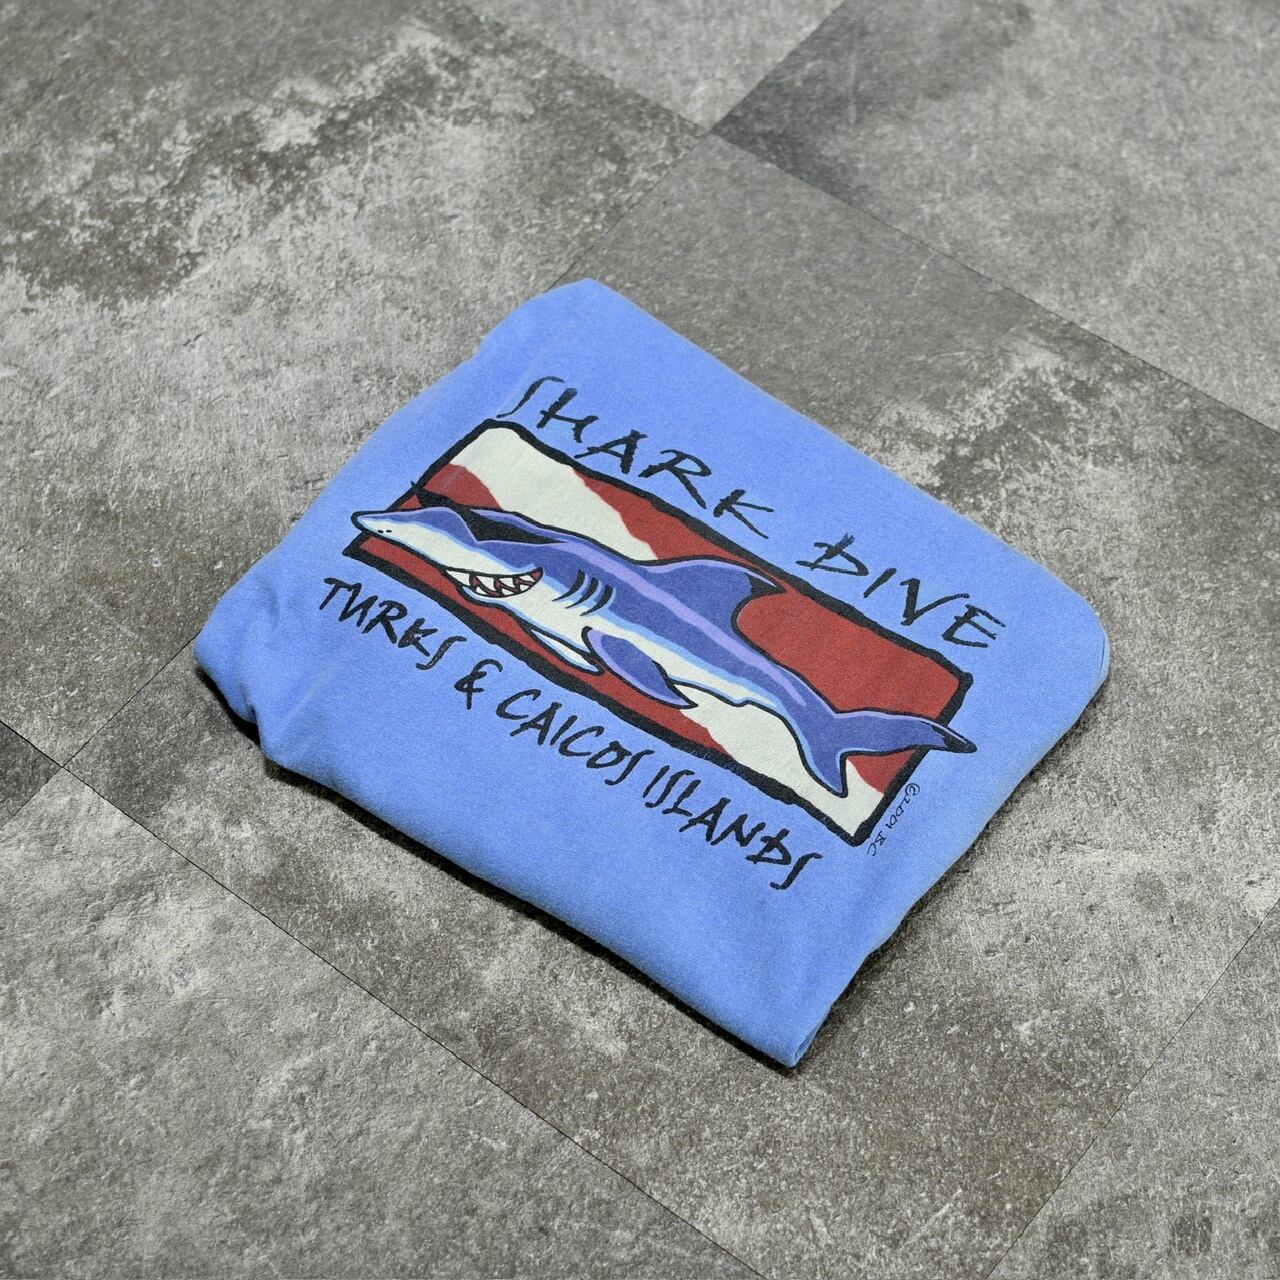 SHARK DIVE
TURKS & CAICOS ISLANDS